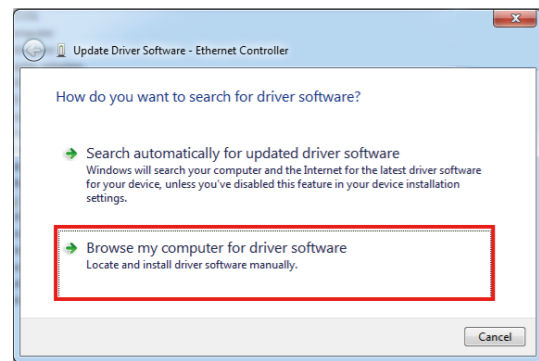 Update Driver Software - Ethernet Controller
How do you want to search for driver software?
Search automatically for updated driver software
Windows will search your computer and the Internet for the latest driver software
for your device, unless you've disabled this feature in your device installation
settings.
Browse my computer for driver software
Locate and install driver software manually.
Cancel